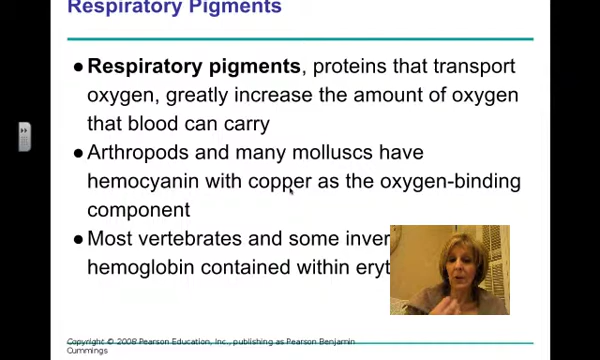 Respiratory Pigments
●Respiratory pigments, proteins that transport
oxygen, greatly increase the amount of oxygen
that blood can carry
●Arthropods and many molluscs have
hemocyanin with copper as the oxygen-binding
component
●Most vertebrates and some inver
hemoglobin contained within eryt
Copyright © 2008 Pearson Education, Inc., publishing as Pearson Benjamin
Cummings